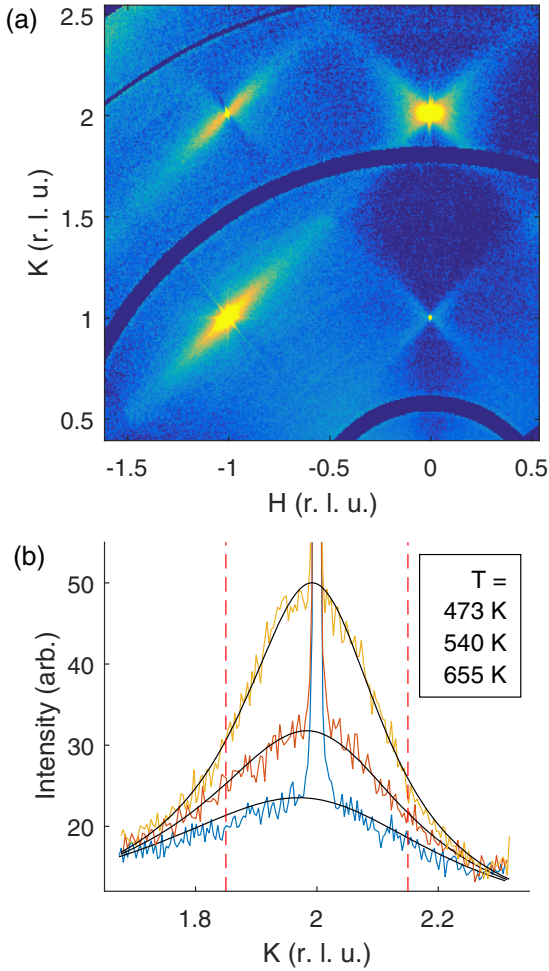 (a)
2.5
2
1.5
1
0.5
K (r. l. u.)
-1.5 -1 -0.5 0 0.5
H (r. l. u.)
(b)
50
40
30
20
Intensity (arb.)
T =
473 K
540 K
655 K
1.8 2 2.2
K (r. l. u.)